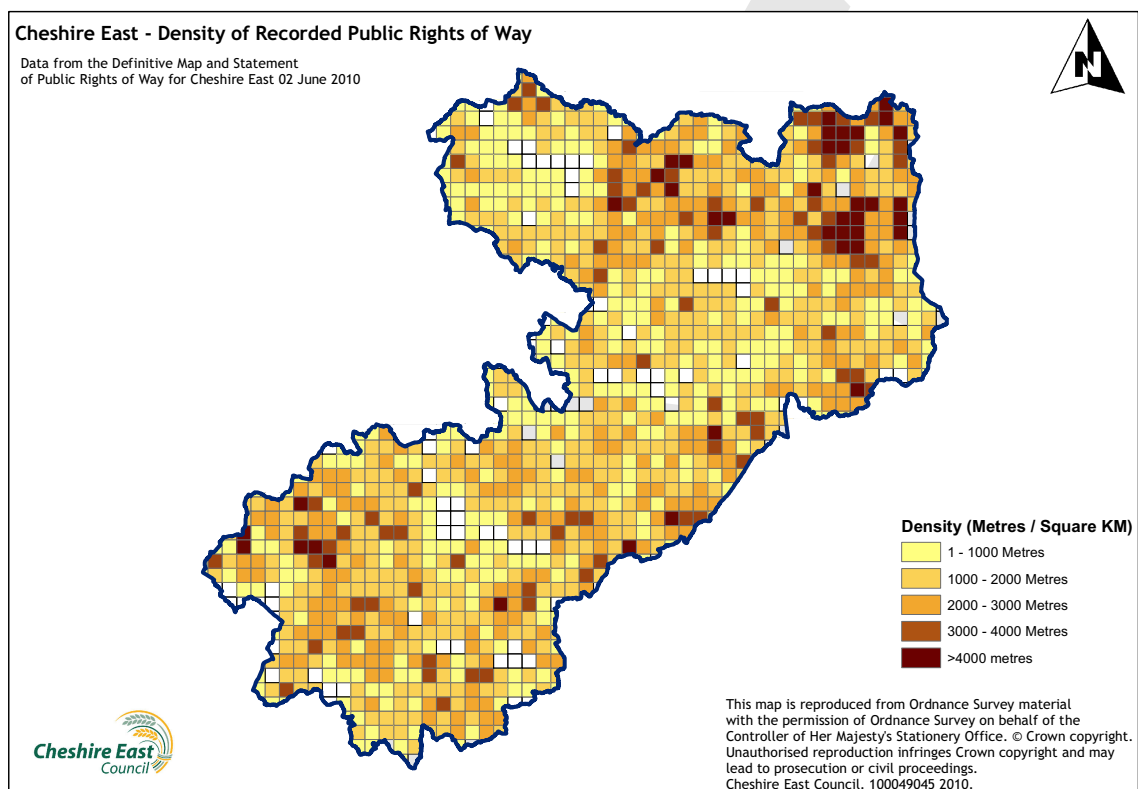 Cheshire East - Density of Recorded Public Rights of Way
Data from the Definitive Map and Statement
of Public Rights of Way for Cheshire East 02 June 2010
N
Density (Metres / Square KM)
1 - 1000 Metres
1000 - 2000 Metres
2000 - 3000 Metres
3000 - 4000 Metres
>4000 metres
This map is reproduced from Ordnance Survey material
with the permission of Ordnance Survey on behalf of the
Controller of Her Majesty's Stationery Office. © Crown copyright.
Unauthorised reproduction infringes Crown copyright and may
lead to prosecution or civil proceedings.
Cheshire East Council. 100049045 2010.
Cheshire East
Council